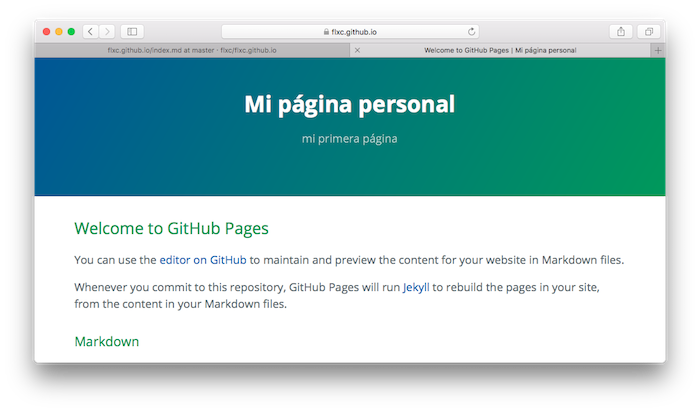 flxc.github.io
flxc.github.io/index.md at master · flxc/flxc.github.io
Welcome to GitHub Pages | Mi página personal
Mi página personal
mi primera página
Welcome to GitHub Pages
You can use the editor on GitHub to maintain and preview the content for your website in Markdown files.
Whenever you commit to this repository, GitHub Pages will run Jekyll to rebuild the pages in your site,
from the content in your Markdown files.
Markdown